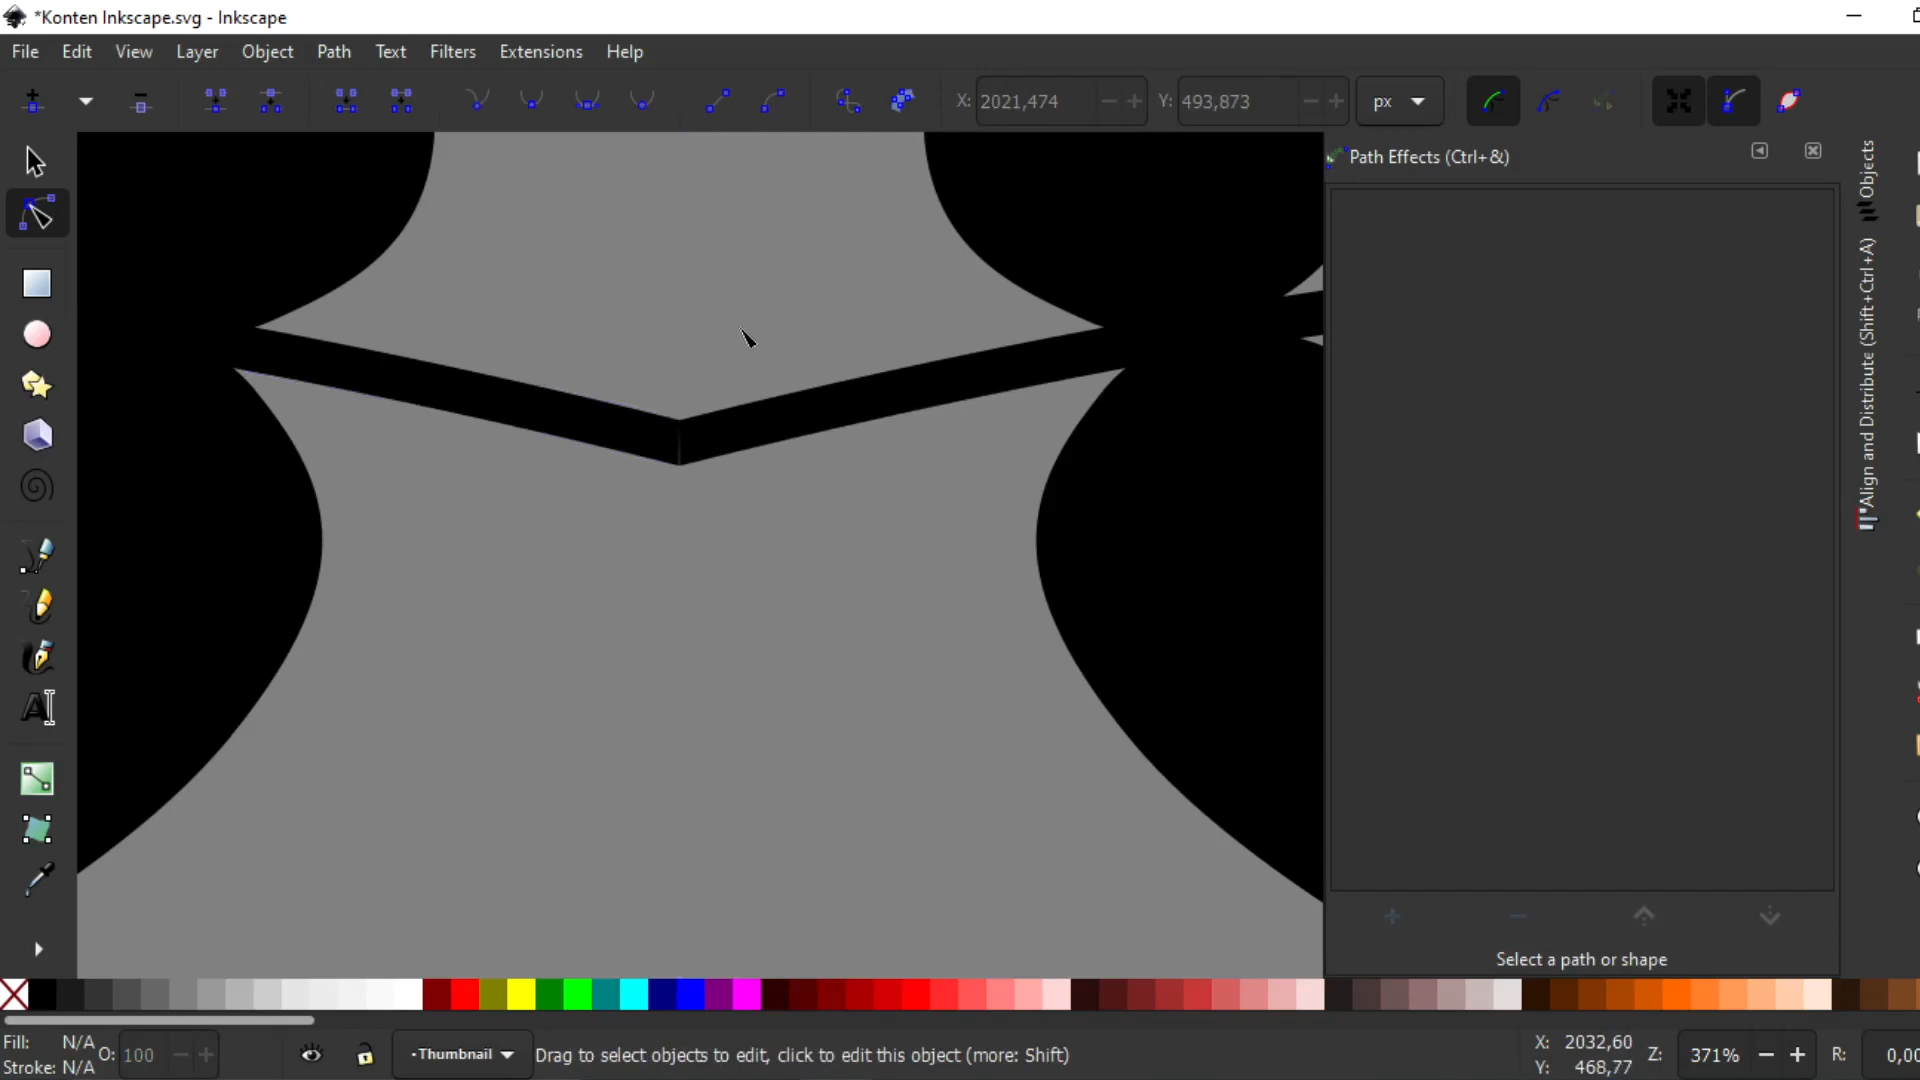 *Konten Inkscape.svg - Inkscape
File Edit View Layer Object Path Text Filters Extensions Help
X: 2021,474 Y: 493,873 px
Path Effects (Ctrl+&)
Objects
Align and Distribute (Shift+Ctrl+A)
Select a path or shape
Fill: N/A
Stroke: N/A
O: 100
Thumbnail
Drag to select objects to edit, click to edit this object (more: Shift)
X: 2032,60
Y: 468,77
Z: 371%
R: 0,00